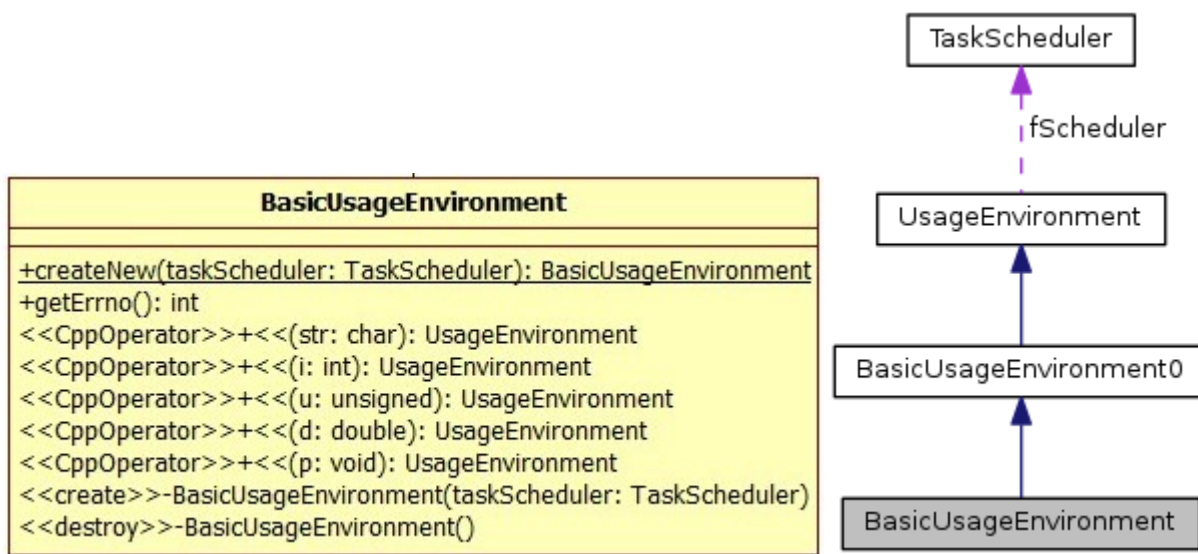 BasicUsageEnvironment
+createNew(taskScheduler: TaskScheduler): BasicUsageEnvironment
+getErrno(): int
<<CppOperator>>+<<(str: char): UsageEnvironment
<<CppOperator>>+<<(i: int): UsageEnvironment
<<CppOperator>>+<<(u: unsigned): UsageEnvironment
<<CppOperator>>+<<(d: double): UsageEnvironment
<<CppOperator>>+<<(p: void): UsageEnvironment
<<create>>-BasicUsageEnvironment(taskScheduler: TaskScheduler)
<<destroy>>-BasicUsageEnvironment()
TaskScheduler
fScheduler
UsageEnvironment
BasicUsageEnvironment0
BasicUsageEnvironment